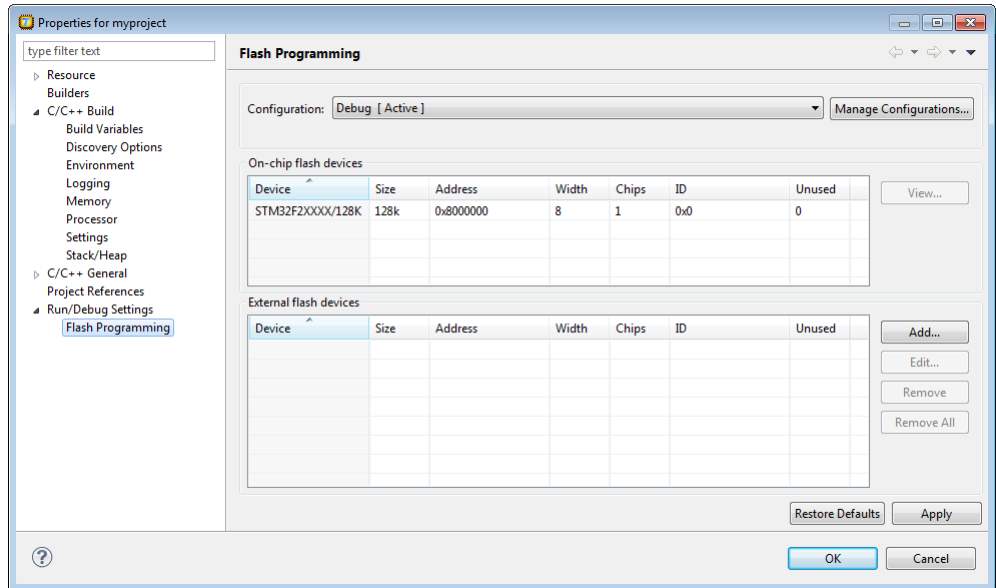 Properties for myproject
type filter text
Resource
Builders
C/C++ Build
Build Variables
Discovery Options
Environment
Logging
Memory
Processor
Settings
Stack/Heap
C/C++ General
Project References
Run/Debug Settings
Flash Programming
Flash Programming
Configuration: Debug [ Active ] Manage Configurations...
On-chip flash devices
Device Size Address Width Chips ID Unused
STM32F2XXXX/128K 128k 0x8000000 8 1 0x0 0
View...
External flash devices
Device Size Address Width Chips ID Unused
Add...
Edit...
Remove
Remove All
Restore Defaults Apply
? OK Cancel